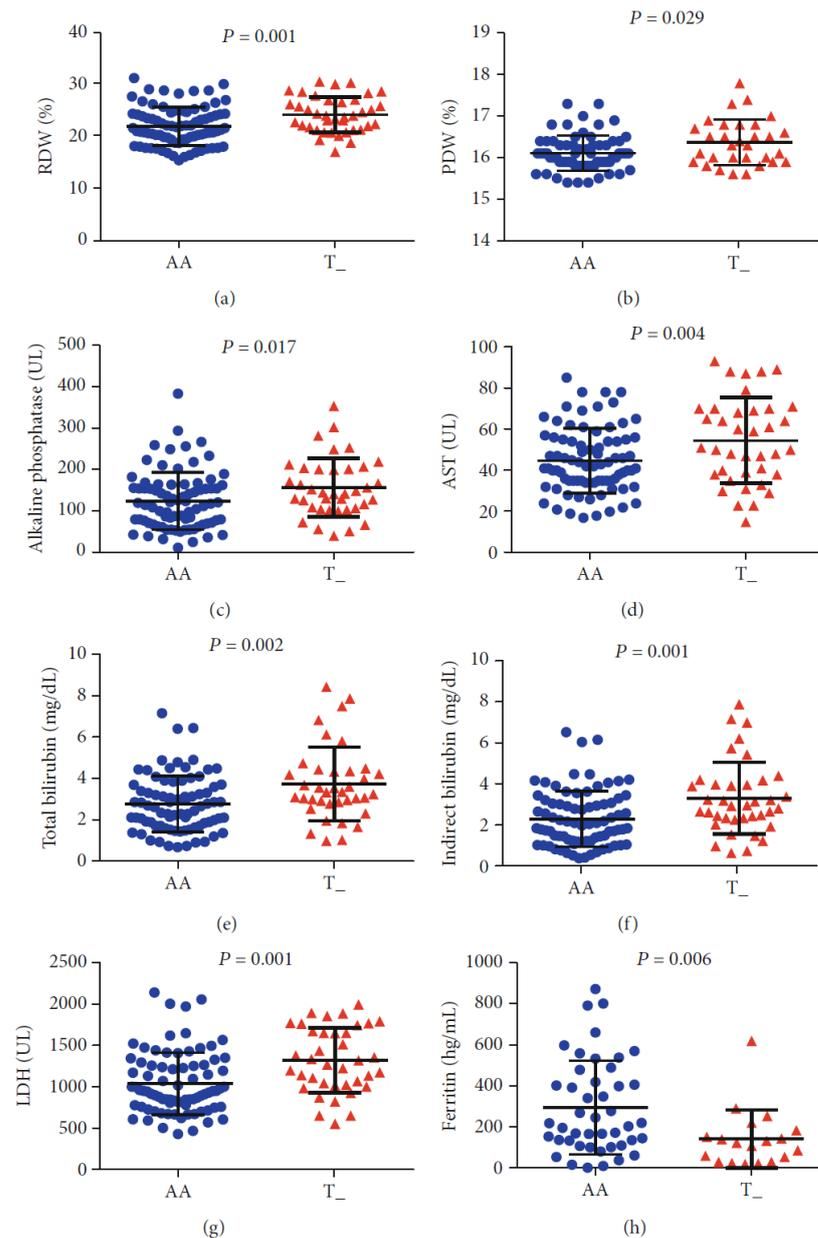 P = 0.001
RDW (%)
40
30
20
10
0
AA
T_
(a)
P = 0.029
PDW (%)
19
18
17
16
15
14
AA
T_
(b)
P = 0.017
Alkaline phosphatase (UL)
500
400
300
200
100
0
AA
T_
(c)
P = 0.004
AST (UL)
100
80
60
40
20
0
AA
T_
(d)
P = 0.002
Total bilirubin (mg/dL)
10
8
6
4
2
0
AA
T_
(e)
P = 0.001
Indirect bilirubin (mg/dL)
10
8
6
4
2
0
AA
T_
(f)
P = 0.001
LDH (UL)
2500
2000
1500
1000
500
0
AA
T_
(g)
P = 0.006
Ferritin (hg/mL)
1000
800
600
400
200
0
AA
T_
(h)